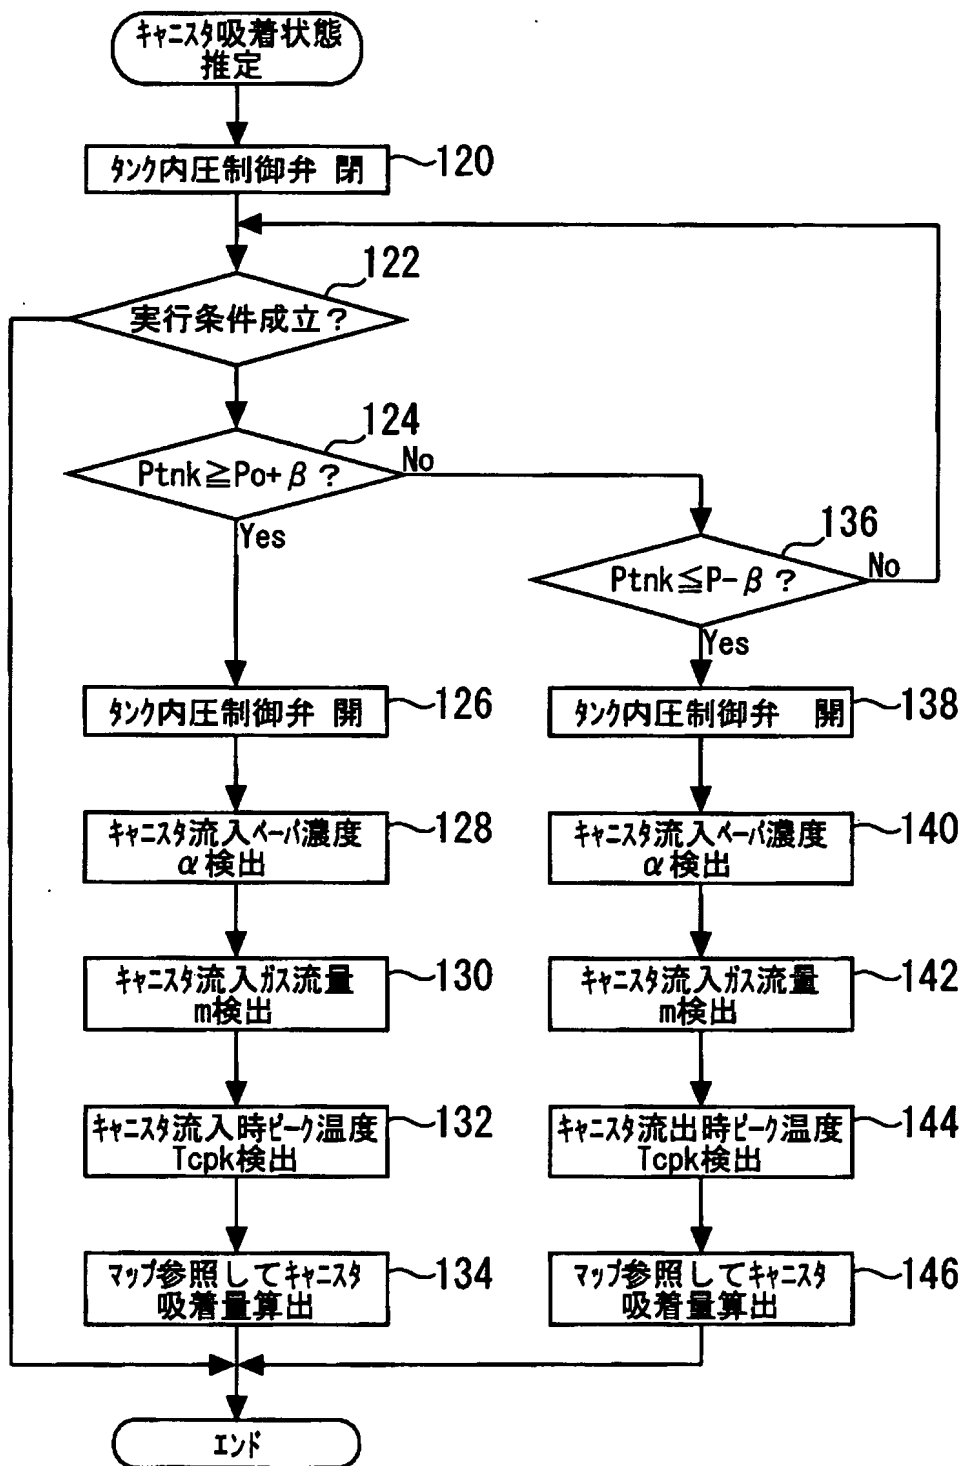 ｷｬﾆｽﾀ吸着状態
推定
ﾀﾝｸ内圧制御弁 閉
120
実行条件成立？
122
Ptnk≧Po+β？
124
No
Yes
Ptnk≦P-β？
136
No
Yes
ﾀﾝｸ内圧制御弁 開
126
ｷｬﾆｽﾀ流入ﾍﾞｰﾊﾟ濃度
α検出
128
ｷｬﾆｽﾀ流入ｶﾞｽ流量
m検出
130
ｷｬﾆｽﾀ流入時ﾋﾟｰｸ温度
Tcpk検出
132
ﾏｯﾌﾟ参照してｷｬﾆｽﾀ
吸着量算出
134
ﾀﾝｸ内圧制御弁　開
138
ｷｬﾆｽﾀ流入ﾍﾞｰﾊﾟ濃度
α検出
140
ｷｬﾆｽﾀ流入ｶﾞｽ流量
m検出
142
ｷｬﾆｽﾀ流出時ﾋﾟｰｸ温度
Tcpk検出
144
ﾏｯﾌﾟ参照してｷｬﾆｽﾀ
吸着量算出
146
ｴﾝﾄﾞ